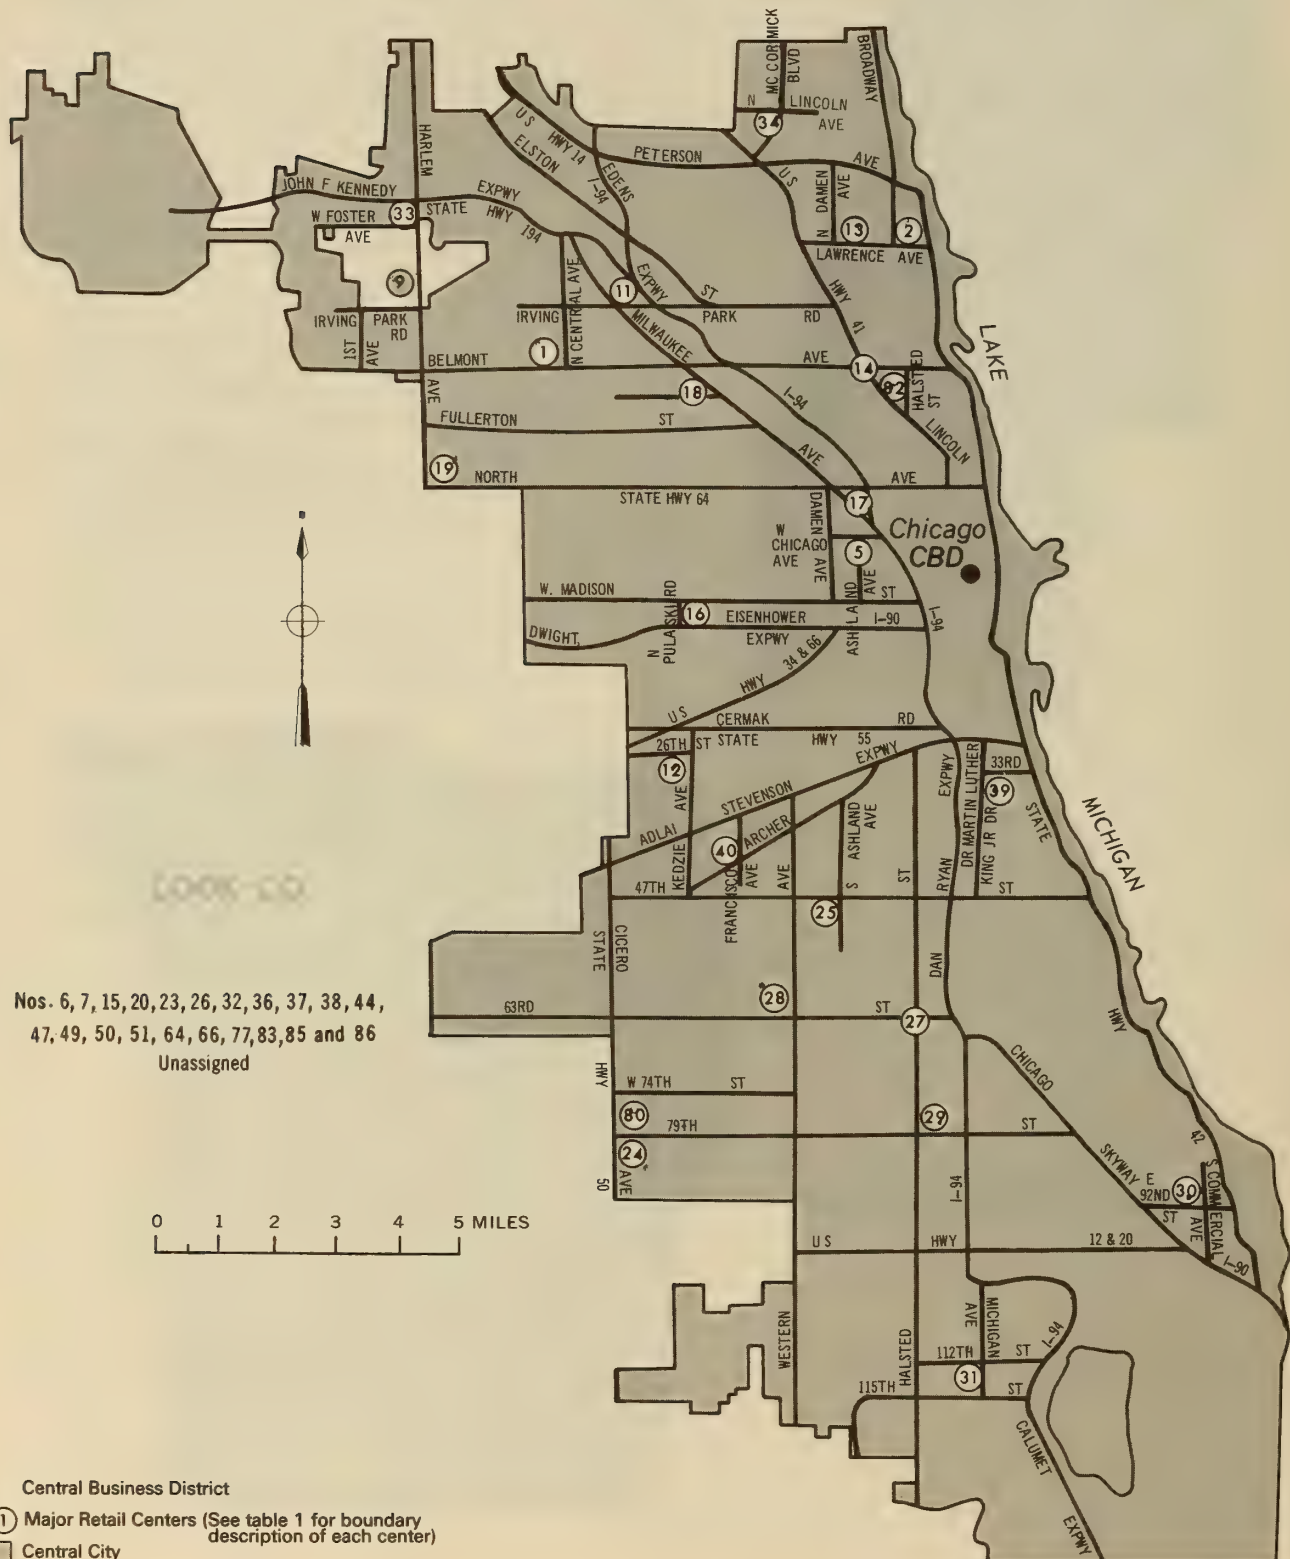 MC CORMICK
BLVD
BROADWAY
N LINCOLN
AVE
34
US HWY 14
ELSTON
EDENS
I-94
PETERSON AVE
US HWY 41
HARLEM
AVE
JOHN F KENNEDY EXPWY
STATE HWY 194
EXPWY
33
W FOSTER
AVE
N DAMEN
AVE
13
2
LAWRENCE AVE
9
11
N CENTRAL AVE
ST
IRVING PARK
RD
IRVING PARK RD
1ST
AVE
MILWAUKEE
AVE
1
BELMONT AVE
14
82
HALSTED
ST
LAKE
MICHIGAN
18
I-94
FULLERTON ST
LINCOLN
19
NORTH AVE
STATE HWY 64
17
DAMEN
AVE
W
CHICAGO
AVE
5
Chicago
CBD
ASHLAND
AVE
W. MADISON ST
16
N
PULASKI RD
DWIGHT EISENHOWER I-90
EXPWY
I-94
US HWY 34 & 66
CERMAK RD
26TH ST
STATE HWY 55
12
ADLAI STEVENSON EXPWY
33RD
39
DR MARTIN LUTHER
KING JR DR
STATE HWY 42
KEDZIE
AVE
40
ARCHER
FRANCISCO
AVE
AVE
S ASHLAND
AVE
ST
DAN RYAN EXPWY
47TH ST
25
STATE HWY 50
CICERO AVE
28
63RD ST
27
Nos. 6, 7, 15, 20, 23, 26, 32, 36, 37, 38, 44,
47, 49, 50, 51, 64, 66, 77, 83, 85 and 86
Unassigned
COOK CO
W 74TH ST
80
79TH ST
29
24
CHICAGO SKYWAY
I-94
E
92ND
ST
30
S COMMERCIAL
AVE
I-90
0 1 2 3 4 5 MILES
US HWY 12 & 20
WESTERN
HALSTED
MICHIGAN
AVE
I-94
112TH ST
31
115TH ST
CALUMET
EXPWY
Central Business District
1 Major Retail Centers (See table 1 for boundary
description of each center)
Central City